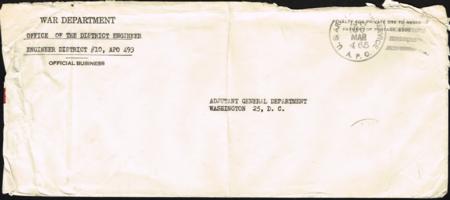 WAR DEPARTMENT
OFFICE OF THE DISTRICT ENGINEER
ENGINEER DISTRICT #10, APO 493
OFFICIAL BUSINESS
PENALTY FOR PRIVATE USE TO AVOID
PAYMENT OF POSTAGE $300
U.S. ARMY
MAR
A.P.O.
ADJUTANT GENERAL DEPARTMENT
WASHINGTON 25, D. C.